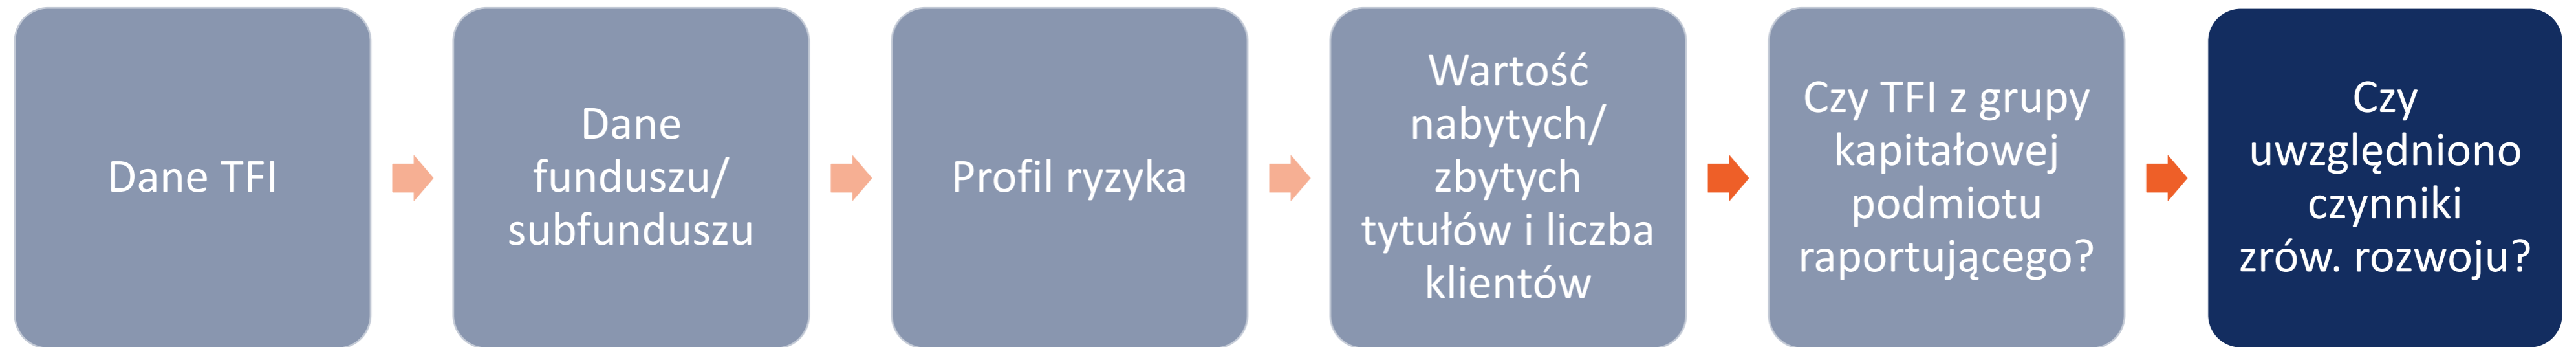 Dane TFI
Dane
funduszu/
subfunduszu
Profil ryzyka
Wartość
nabytych/
zbytych
tytułów i liczba
klientów
Czy TFI z grupy
kapitałowej
podmiotu
raportującego?
Czy
uwzględniono
czynniki
zrów. rozwoju?